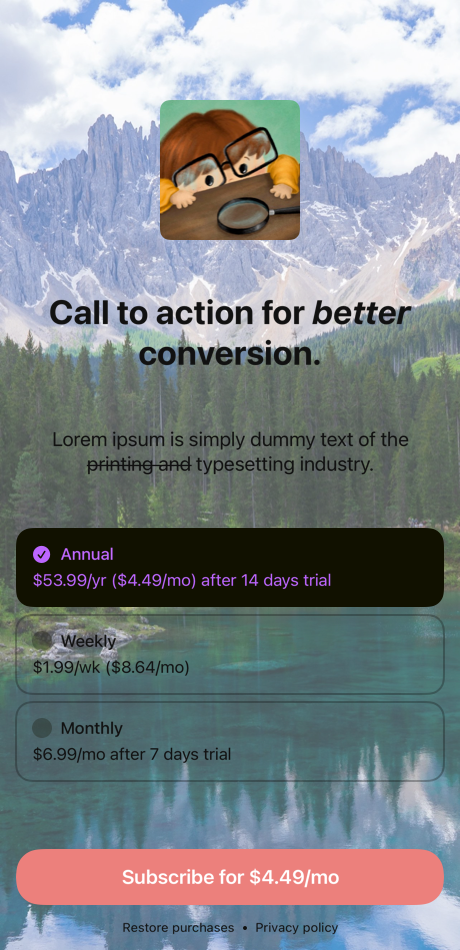 Call to action for better
conversion.
Lorem ipsum is simply dummy text of the
printing and typesetting industry.
Annual
$53.99/yr ($4.49/mo) after 14 days trial
Weekly
$1.99/wk ($8.64/mo)
Monthly
$6.99/mo after 7 days trial
Subscribe for $4.49/mo
Restore purchases • Privacy policy